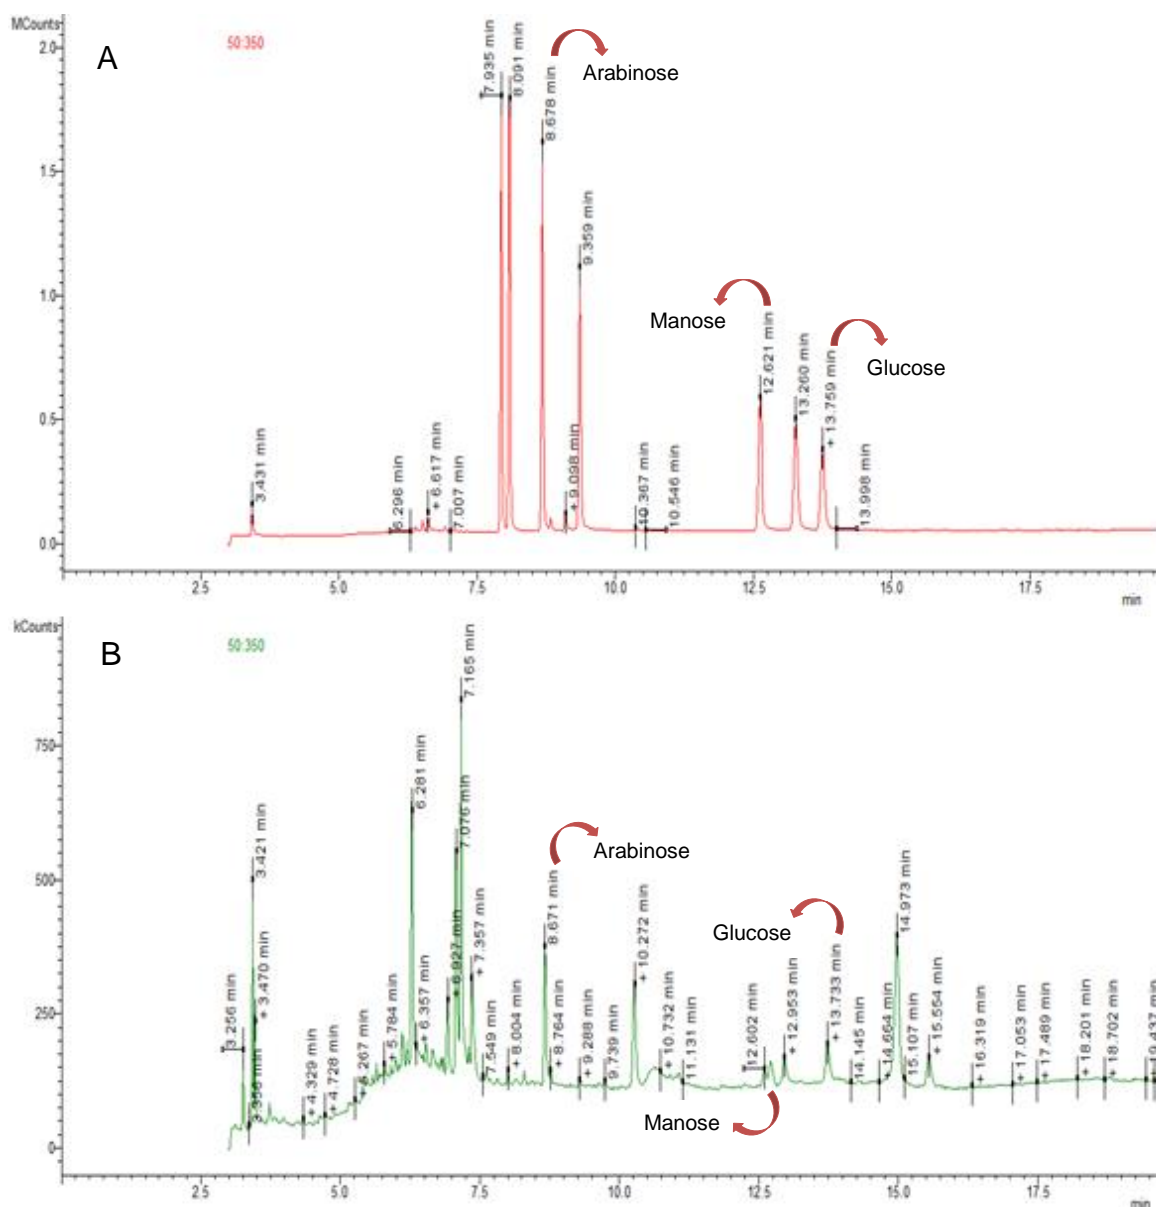 MCounts
A
50:350
2.0
1.5
1.0
0.5
0.0
3.431 min
6.296 min
+ 6.617 min
7.007 min
7.935 min
8.091 min
8.678 min
Arabinose
+ 9.098 min
9.359 min
10.367 min
10.546 min
Manose
12.621 min
13.260 min
+ 13.759 min
Glucose
13.998 min
2.5
5.0
7.5
10.0
12.5
15.0
17.5
min
kCounts
B
50:350
750
500
250
0
3.256 min
3.356 min
3.421 min
+ 3.470 min
+ 4.329 min
+ 4.728 min
+ 5.267 min
+ 5.784 min
6.281 min
+ 6.357 min
+ 6.927 min
7.076 min
7.165 min
+ 7.357 min
7.549 min
+ 8.004 min
8.671 min
Arabinose
+ 8.764 min
+ 9.288 min
9.739 min
+ 10.272 min
+ 10.732 min
11.131 min
12.602 min
Manose
+ 12.953 min
Glucose
+ 13.733 min
14.145 min
+ 14.664 min
14.973 min
15.107 min
+ 15.554 min
+ 16.319 min
+ 17.053 min
+ 17.489 min
+ 18.201 min
+ 18.702 min
+ 19.437 min
2.5
5.0
7.5
10.0
12.5
15.0
17.5
min